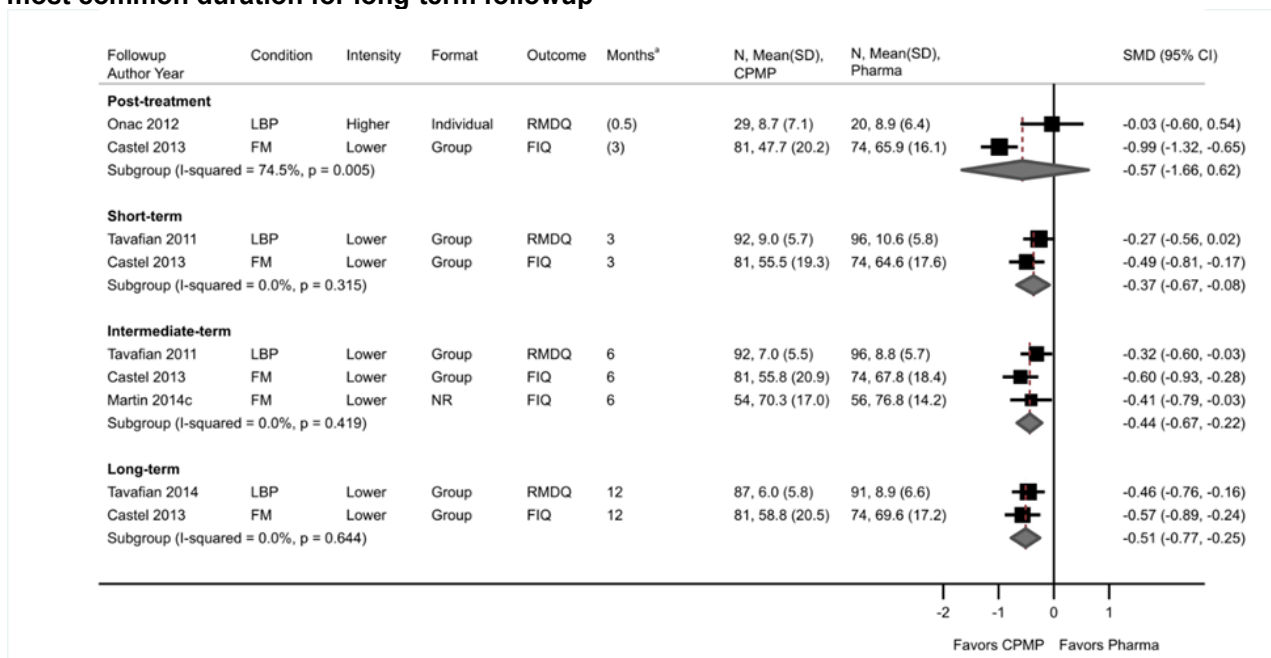 most common duration for long-term followup
Followup Author Year Condition Intensity Format Outcome Monthsᵃ N, Mean(SD), CPMP N, Mean(SD), Pharma SMD (95% CI)
Post-treatment
Onac 2012 LBP Higher Individual RMDQ (0.5) 29, 8.7 (7.1) 20, 8.9 (6.4) -0.03 (-0.60, 0.54)
Castel 2013 FM Lower Group FIQ (3) 81, 47.7 (20.2) 74, 65.9 (16.1) -0.99 (-1.32, -0.65)
Subgroup (I-squared = 74.5%, p = 0.005) -0.57 (-1.66, 0.62)
Short-term
Tavafian 2011 LBP Lower Group RMDQ 3 92, 9.0 (5.7) 96, 10.6 (5.8) -0.27 (-0.56, 0.02)
Castel 2013 FM Lower Group FIQ 3 81, 55.5 (19.3) 74, 64.6 (17.6) -0.49 (-0.81, -0.17)
Subgroup (I-squared = 0.0%, p = 0.315) -0.37 (-0.67, -0.08)
Intermediate-term
Tavafian 2011 LBP Lower Group RMDQ 6 92, 7.0 (5.5) 96, 8.8 (5.7) -0.32 (-0.60, -0.03)
Castel 2013 FM Lower Group FIQ 6 81, 55.8 (20.9) 74, 67.8 (18.4) -0.60 (-0.93, -0.28)
Martin 2014c FM Lower NR FIQ 6 54, 70.3 (17.0) 56, 76.8 (14.2) -0.41 (-0.79, -0.03)
Subgroup (I-squared = 0.0%, p = 0.419) -0.44 (-0.67, -0.22)
Long-term
Tavafian 2014 LBP Lower Group RMDQ 12 87, 6.0 (5.8) 91, 8.9 (6.6) -0.46 (-0.76, -0.16)
Castel 2013 FM Lower Group FIQ 12 81, 58.8 (20.5) 74, 69.6 (17.2) -0.57 (-0.89, -0.24)
Subgroup (I-squared = 0.0%, p = 0.644) -0.51 (-0.77, -0.25)
-2 -1 0 1
Favors CPMP Favors Pharma